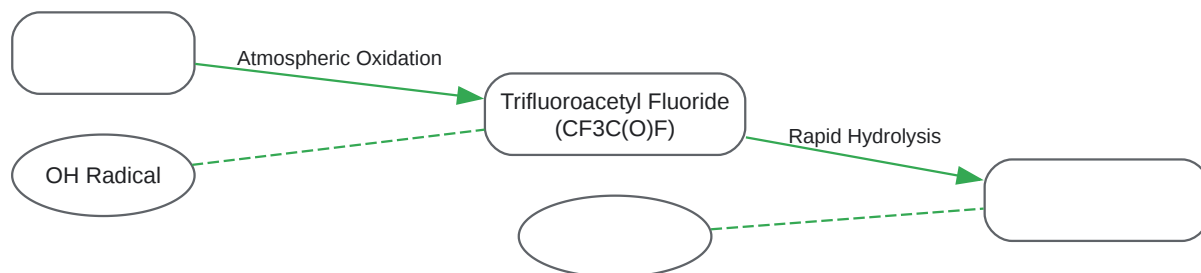 Atmospheric Oxidation
Trifluoroacetyl Fluoride
(CF3C(O)F)
OH Radical
Rapid Hydrolysis